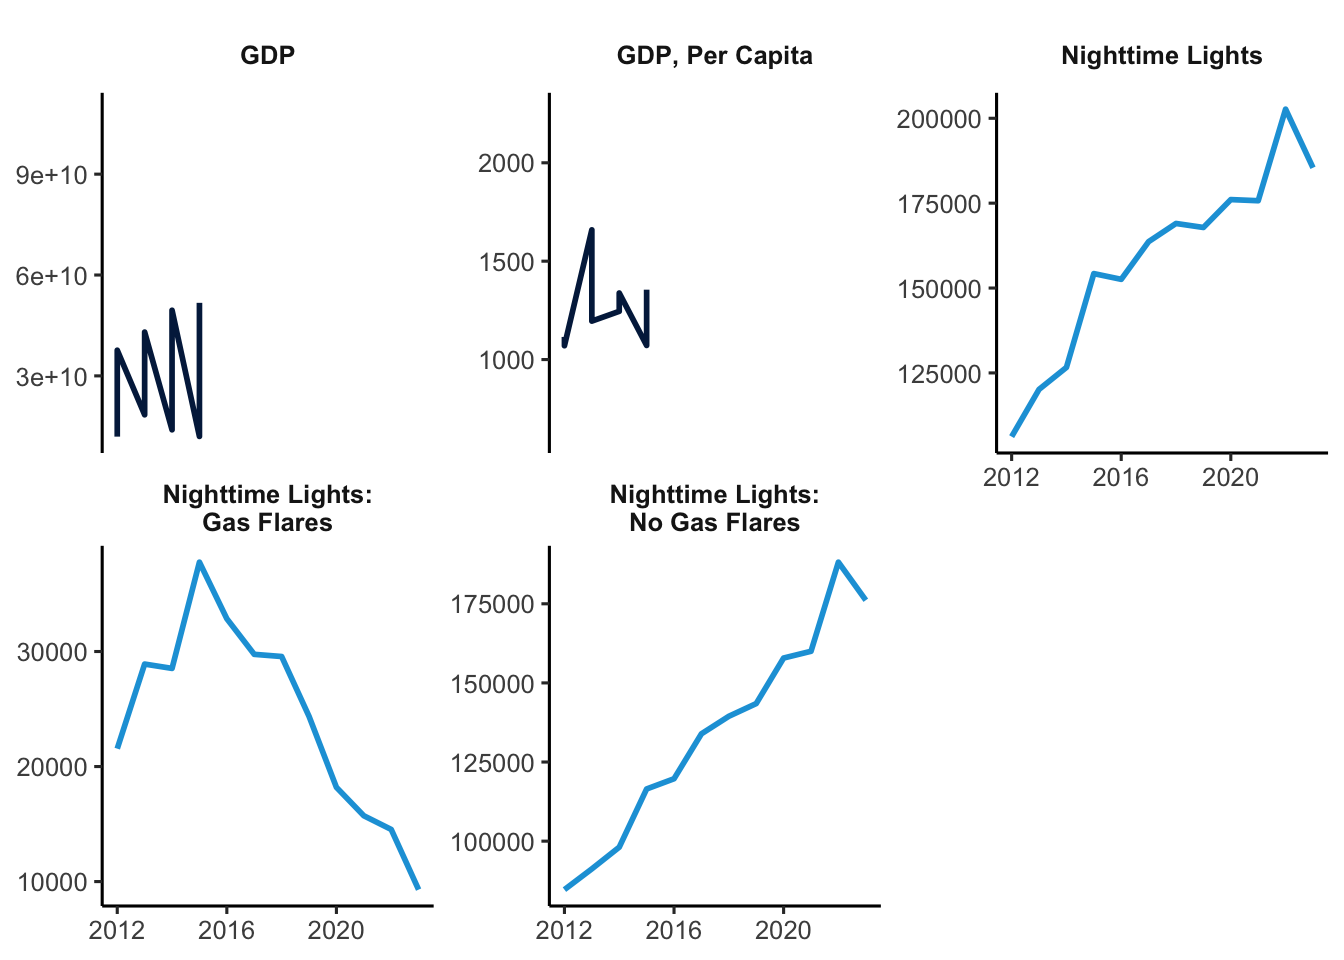 GDP
GDP, Per Capita
Nighttime Lights
9e+10
6e+10
3e+10
2000
1500
1000
200000
175000
150000
125000
2012 2016 2020
Nighttime Lights:
Gas Flares
Nighttime Lights:
No Gas Flares
30000
20000
10000
2012 2016 2020
175000
150000
125000
100000
2012 2016 2020